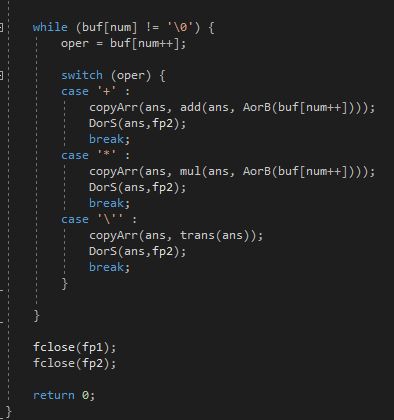 while (buf[num] != '\0') {
oper = buf[num++];
switch (oper) {
case '+' :
copyArr(ans, add(ans, AorB(buf[num++])));
DorS(ans,fp2);
break;
case '*' :
copyArr(ans, mul(ans, AorB(buf[num++])));
DorS(ans,fp2);
break;
case '\'' :
copyArr(ans, trans(ans));
DorS(ans,fp2);
break;
}
}
fclose(fp1);
fclose(fp2);
return 0;
}